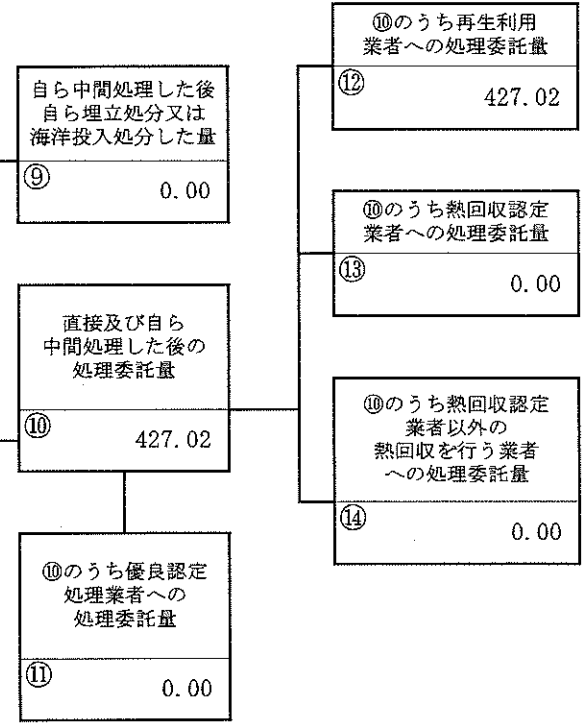 自ら中間処理した後
自ら埋立処分又は
海洋投入処分した量
⑨
0.00
直接及び自ら
中間処理した後の
処理委託量
⑩
427.02
⑩のうち優良認定
処理業者への
処理委託量
⑪
0.00
⑩のうち再生利用
業者への処理委託量
⑫
427.02
⑩のうち熱回収認定
業者への処理委託量
⑬
0.00
⑩のうち熱回収認定
業者以外の
熱回収を行う業者
への処理委託量
⑭
0.00